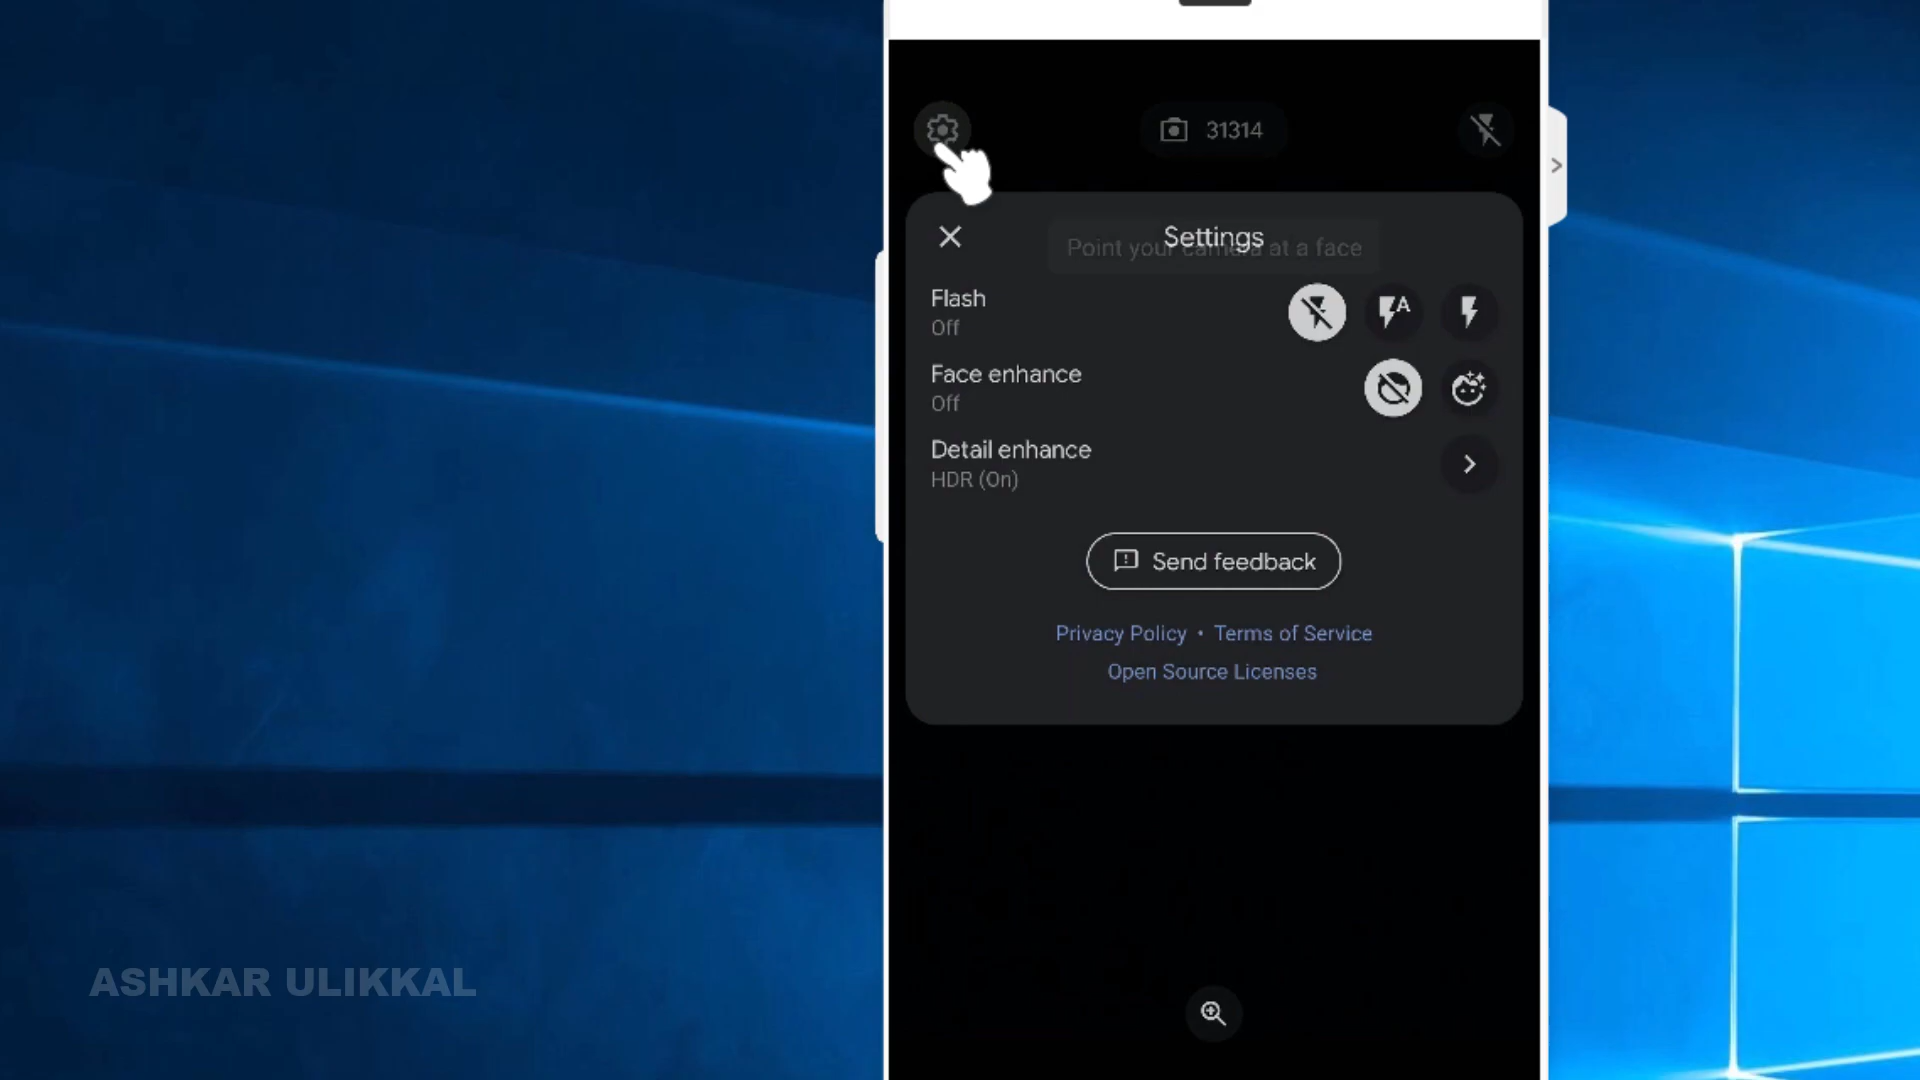 31314
Settings
Point your camera at a face
Flash
Off
Face enhance
Off
Detail enhance
HDR (On)
Send feedback
Privacy Policy • Terms of Service
Open Source Licenses
ASHKAR ULIKKAL